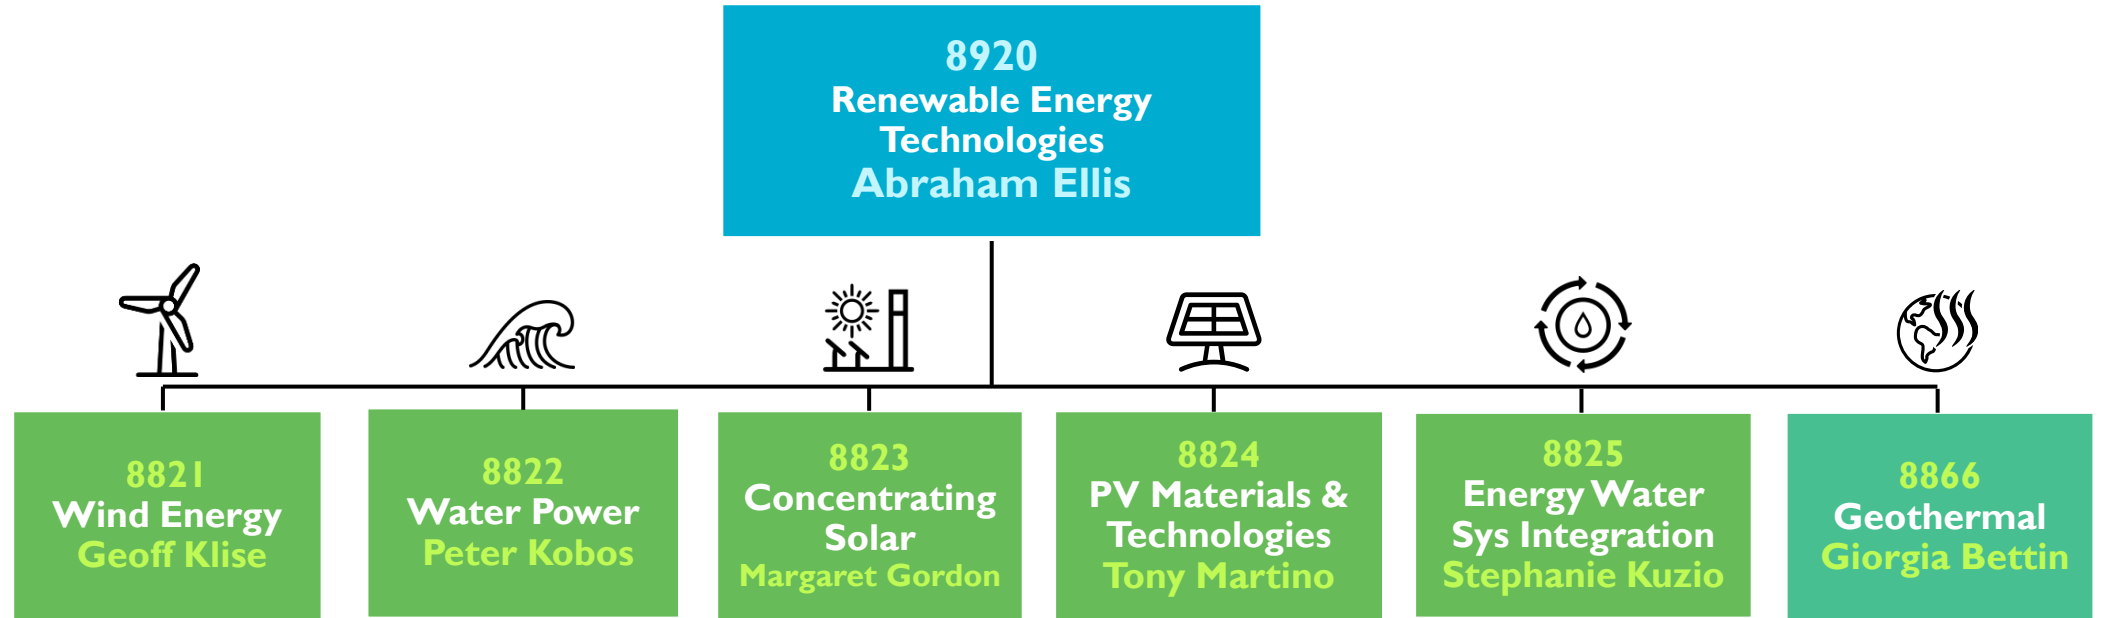 8920
Renewable Energy
Technologies
Abraham Ellis
8821
Wind Energy
Geoff Klise
8822
Water Power
Peter Kobos
8823
Concentrating
Solar
Margaret Gordon
8824
PV Materials &
Technologies
Tony Martino
8825
Energy Water
Sys Integration
Stephanie Kuzio
8866
Geothermal
Giorgia Bettin